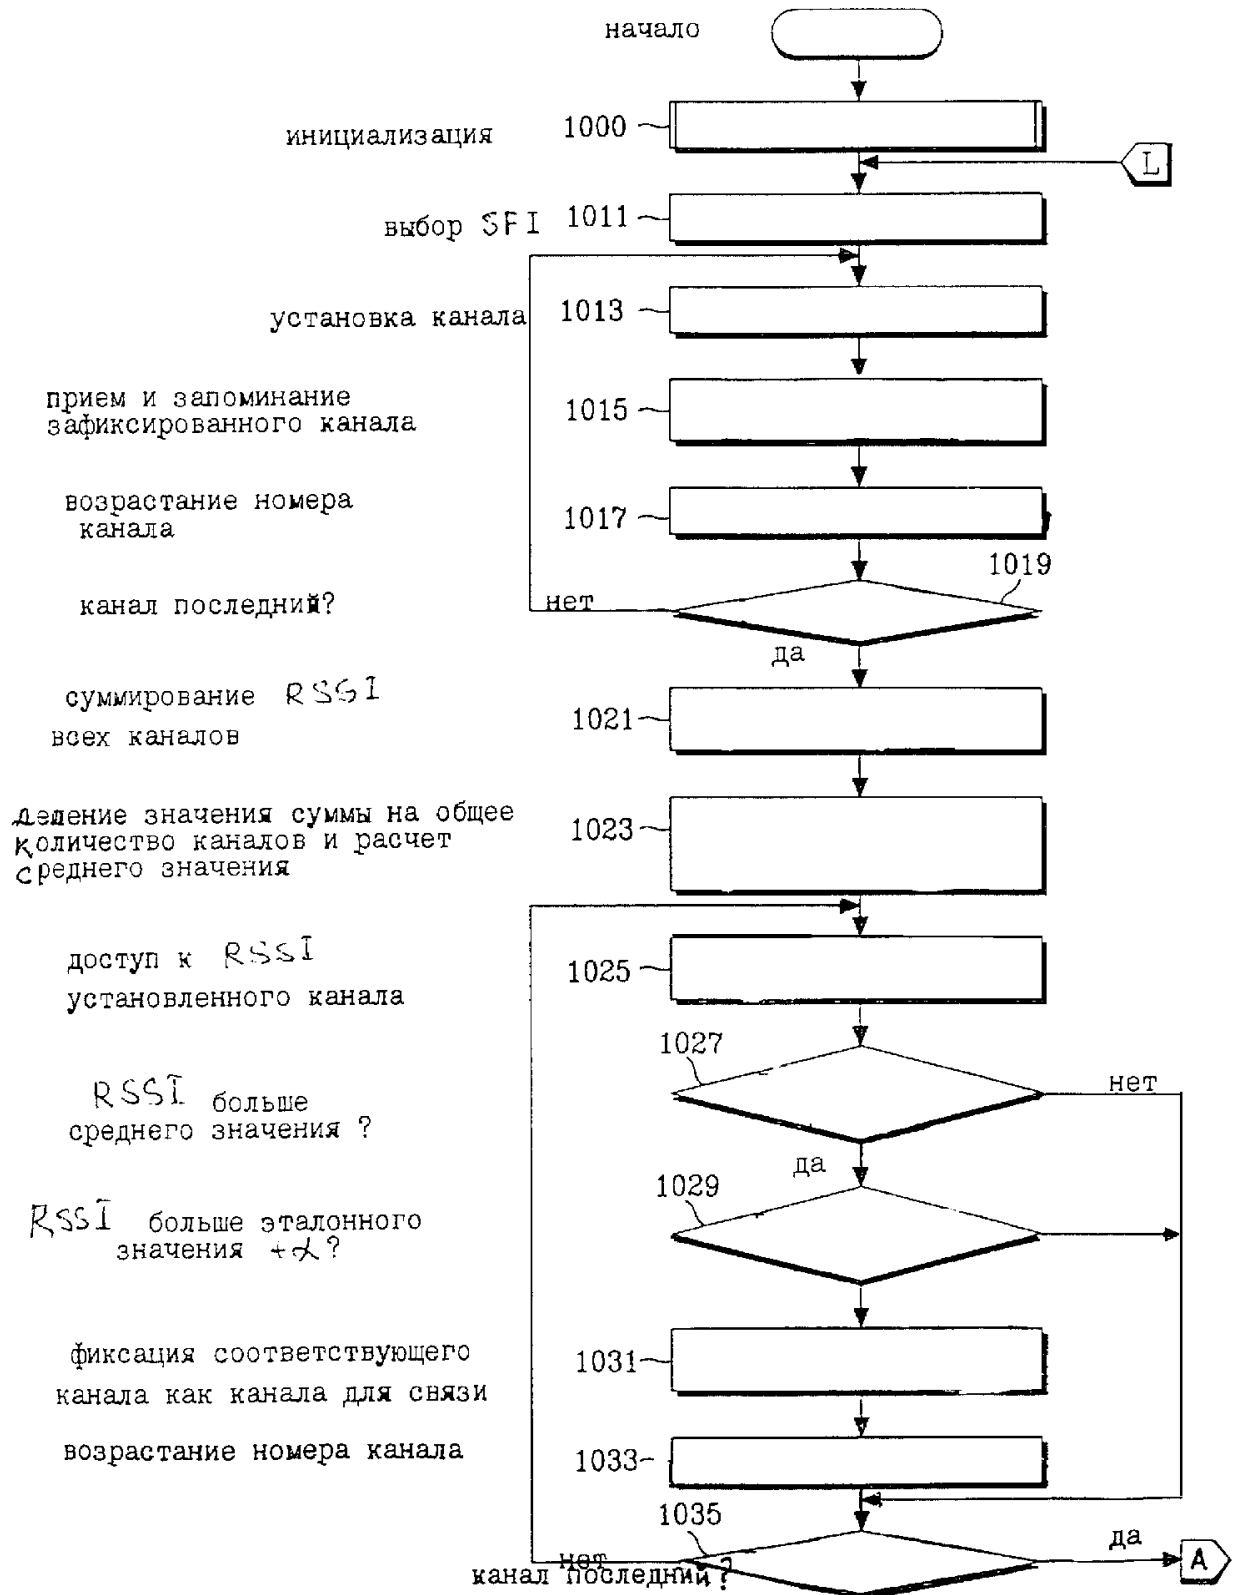 начало
инициализация 1000
L
выбор SFI 1011
установка канала 1013
прием и запоминание
зафиксированного канала
1015
возрастание номера
канала
1017
1019
канал последний?
нет
да
суммирование RSSI
всех каналов
1021
деление значения суммы на общее
количество каналов и расчет
среднего значения
1023
доступ к RSSI
установленного канала
1025
1027
RSSI больше
среднего значения ?
нет
да
1029
RSSI больше эталонного
значения +α?
фиксация соответствующего
канала как канала для связи
1031
возрастание номера канала
1033
1035
да
A
нет
канал последний?